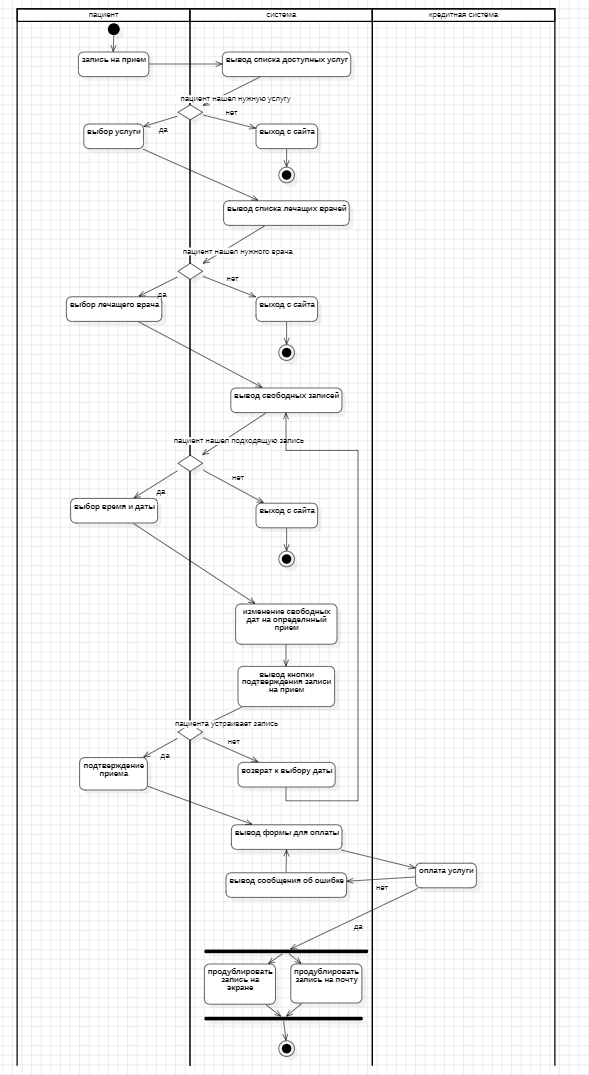 пациент
система
кредитная система
запись на прием
вывод списка доступных услуг
пациент нашел нужную услугу
да
нет
выбор услуги
выход с сайта
вывод списка лечащих врачей
пациент нашел нужного врача
нет
да
выбор лечащего врача
выход с сайта
вывод свободных записей
пациент нашел подходящую запись
нет
да
выбор время и даты
выход с сайта
изменение свободных
дат на определнный
прием
вывод кнопки
подтверждения записи
на прием
пациента устраивает запись
нет
да
подтверждение
приема
возврат к выбору даты
вывод формы для оплаты
оплата услуги
вывод сообщения об ошибке
нет
да
продублировать
запись на
экране
продублировать
запись на почту